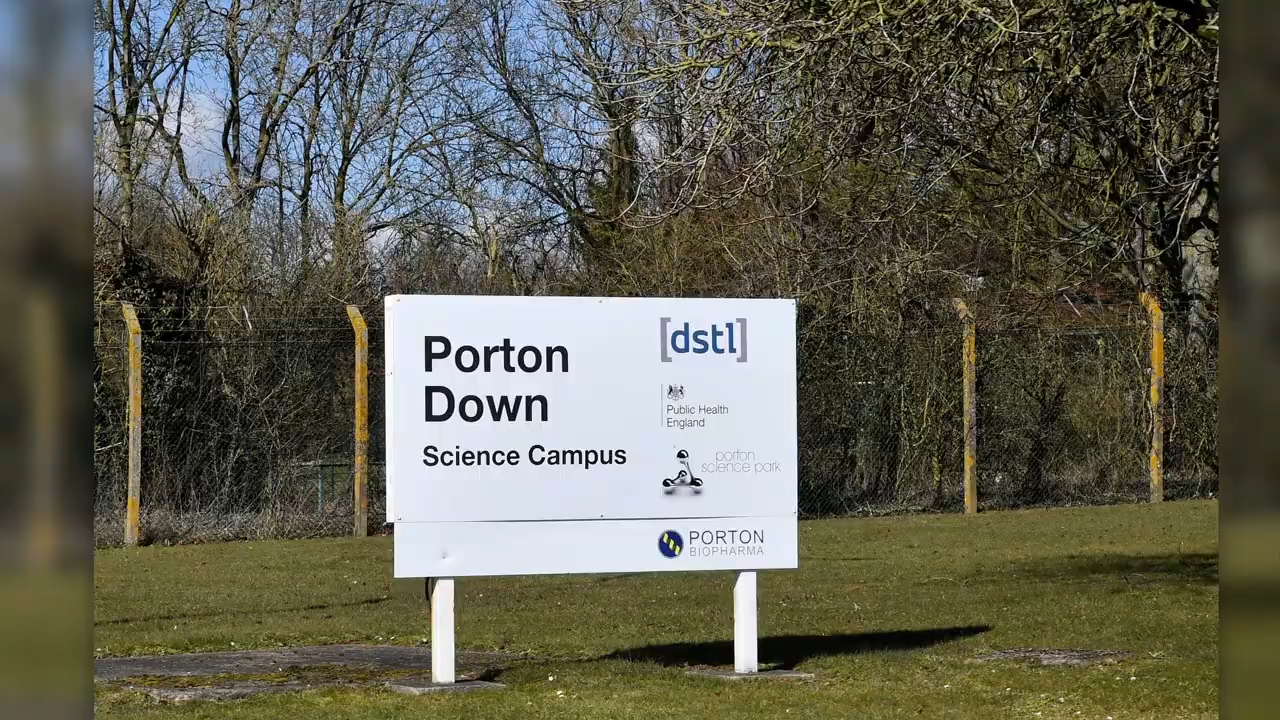 Porton
Down
Science Campus
[dstl]
Public Health
England
porton
science park
PORTON
BIOPHARMA